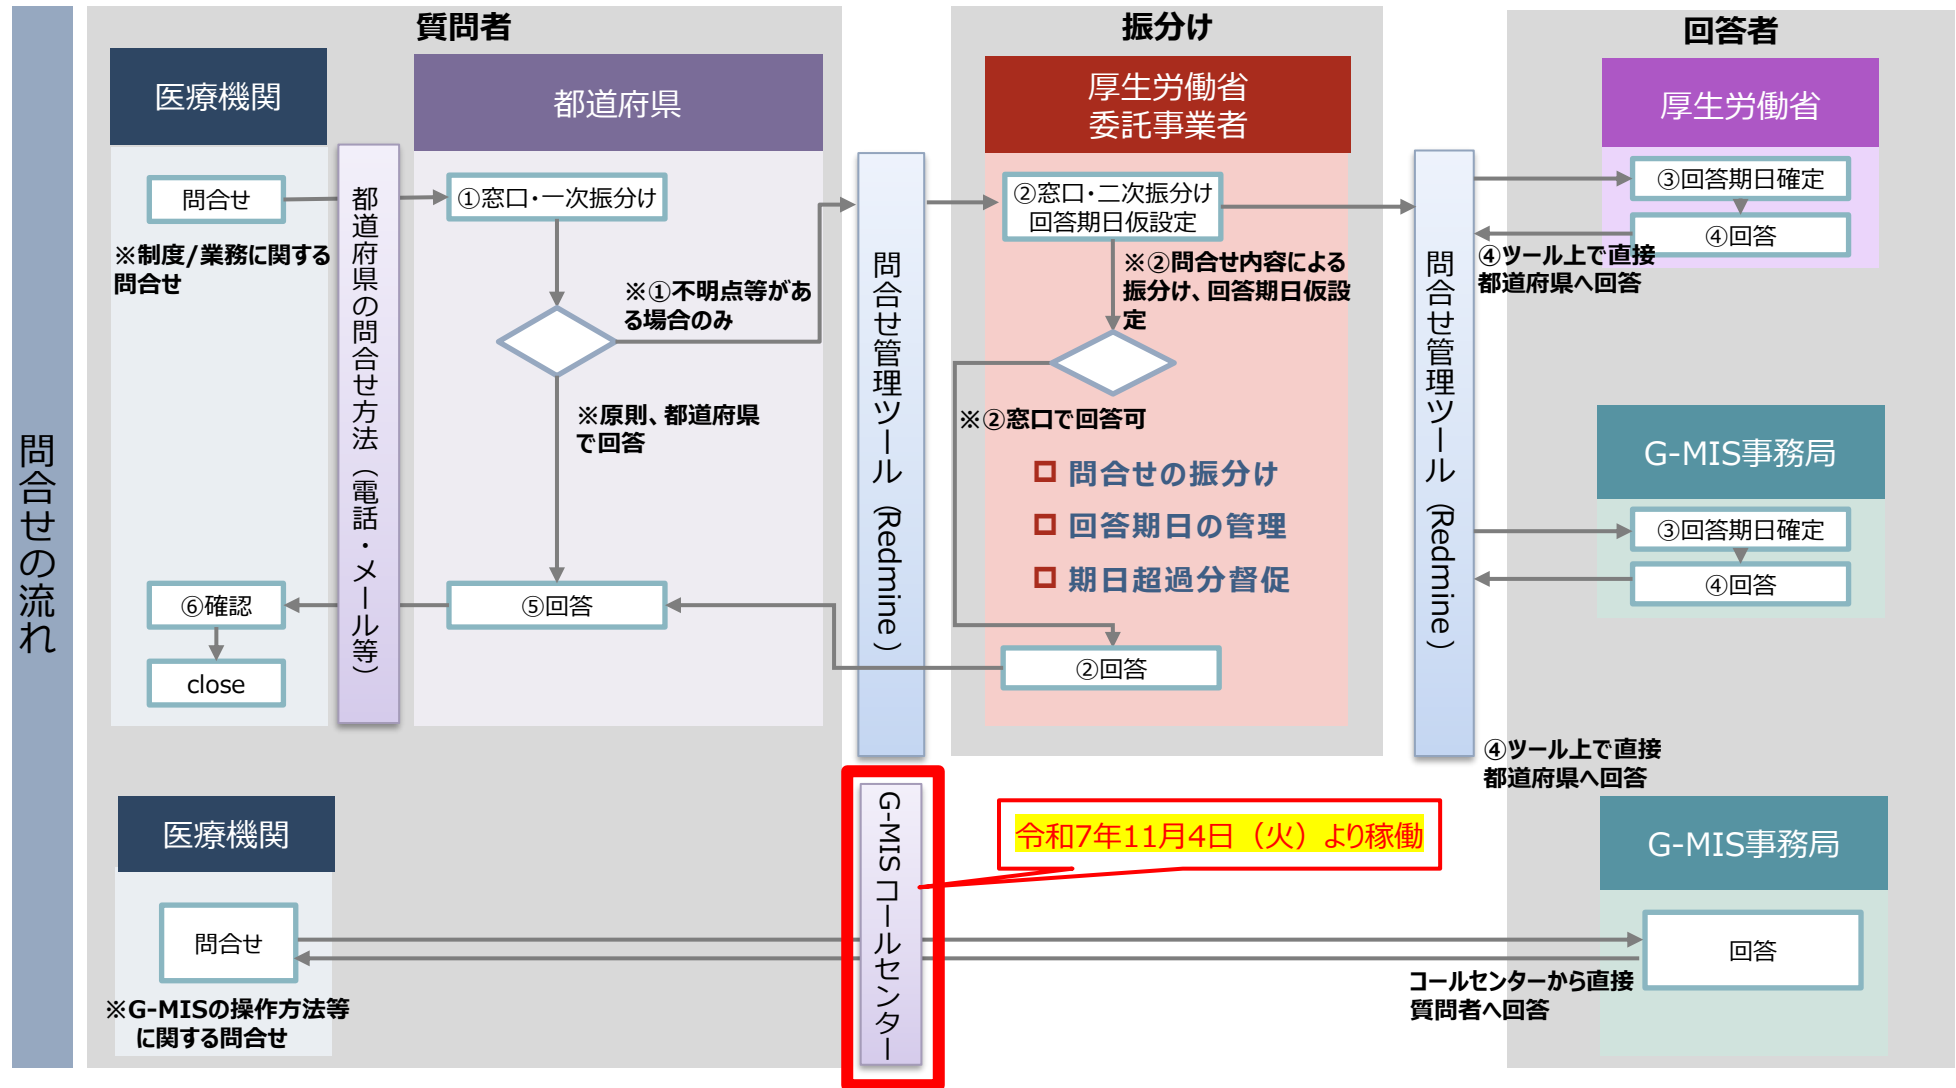 問合せの流れ
質問者
医療機関
都道府県
問合せ
※制度/業務に関する
問合せ
都道府県の問合せ方法（電話・メール等）
①窓口・一次振分け
※①不明点等があ
る場合のみ
※原則、都道府県
で回答
⑤回答
⑥確認
close
問合せ管理ツール（Redmine）
振分け
厚生労働省
委託事業者
②窓口・二次振分け
回答期日仮設定
※②問合せ内容による
振分け、回答期日仮設
定
※②窓口で回答可
問合せの振分け
回答期日の管理
期日超過分督促
②回答
問合せ管理ツール（Redmine）
回答者
厚生労働省
③回答期日確定
④回答
④ツール上で直接
都道府県へ回答
G-MIS事務局
③回答期日確定
④回答
④ツール上で直接
都道府県へ回答
医療機関
問合せ
※G-MISの操作方法等
に関する問合せ
G-MISコールセンター
令和7年11月4日（火）より稼働
G-MIS事務局
回答
コールセンターから直接
質問者へ回答